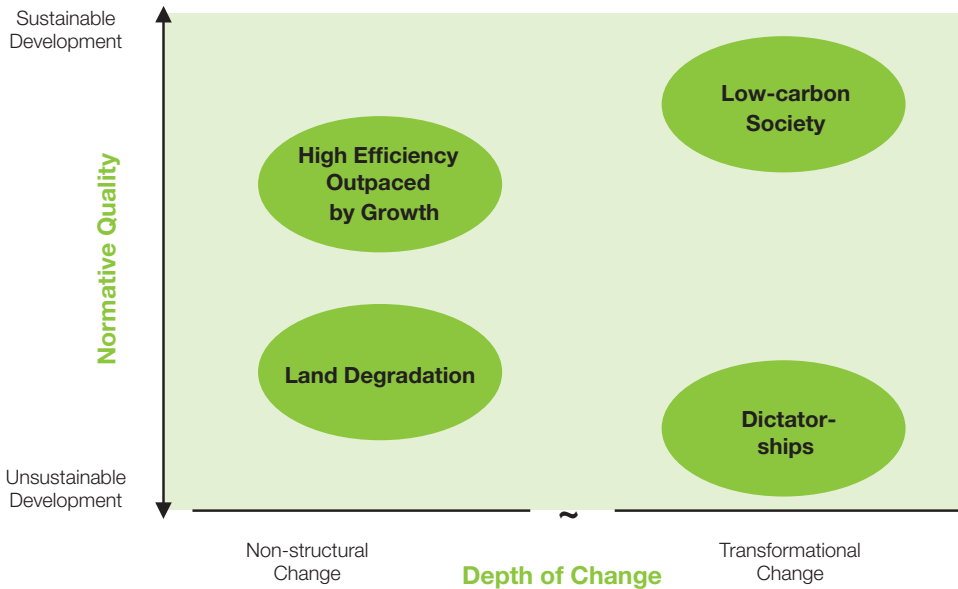 Sustainable
Development
Low-carbon
Society
High Efficiency
Outpaced
by Growth
Normative Quality
Land Degradation
Dictator-
ships
Unsustainable
Development
~
Non-structural
Change
Depth of Change
Transformational
Change